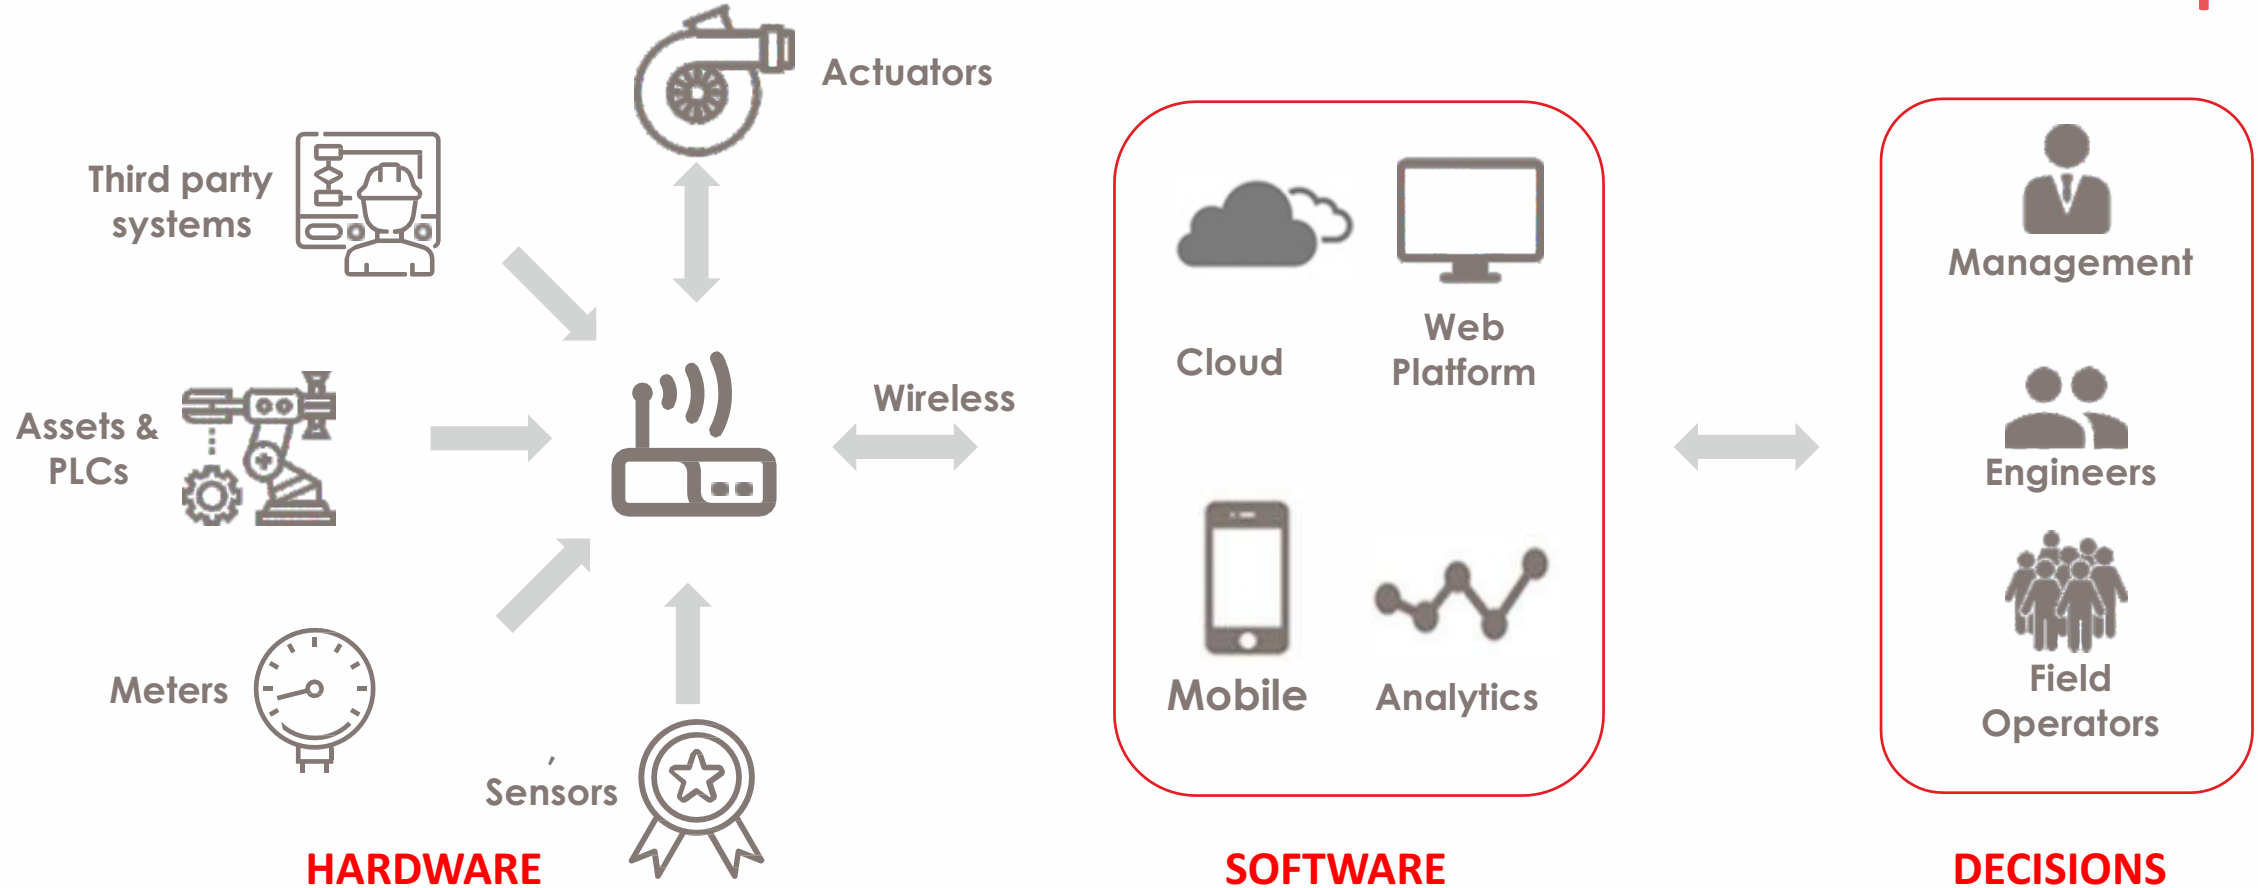 Actuators
Third party
systems
Assets &
PLCs
Wireless
Meters
,
Sensors
HARDWARE
Cloud
Web
Platform
Mobile
Analytics
SOFTWARE
Management
Engineers
Field
Operators
DECISIONS